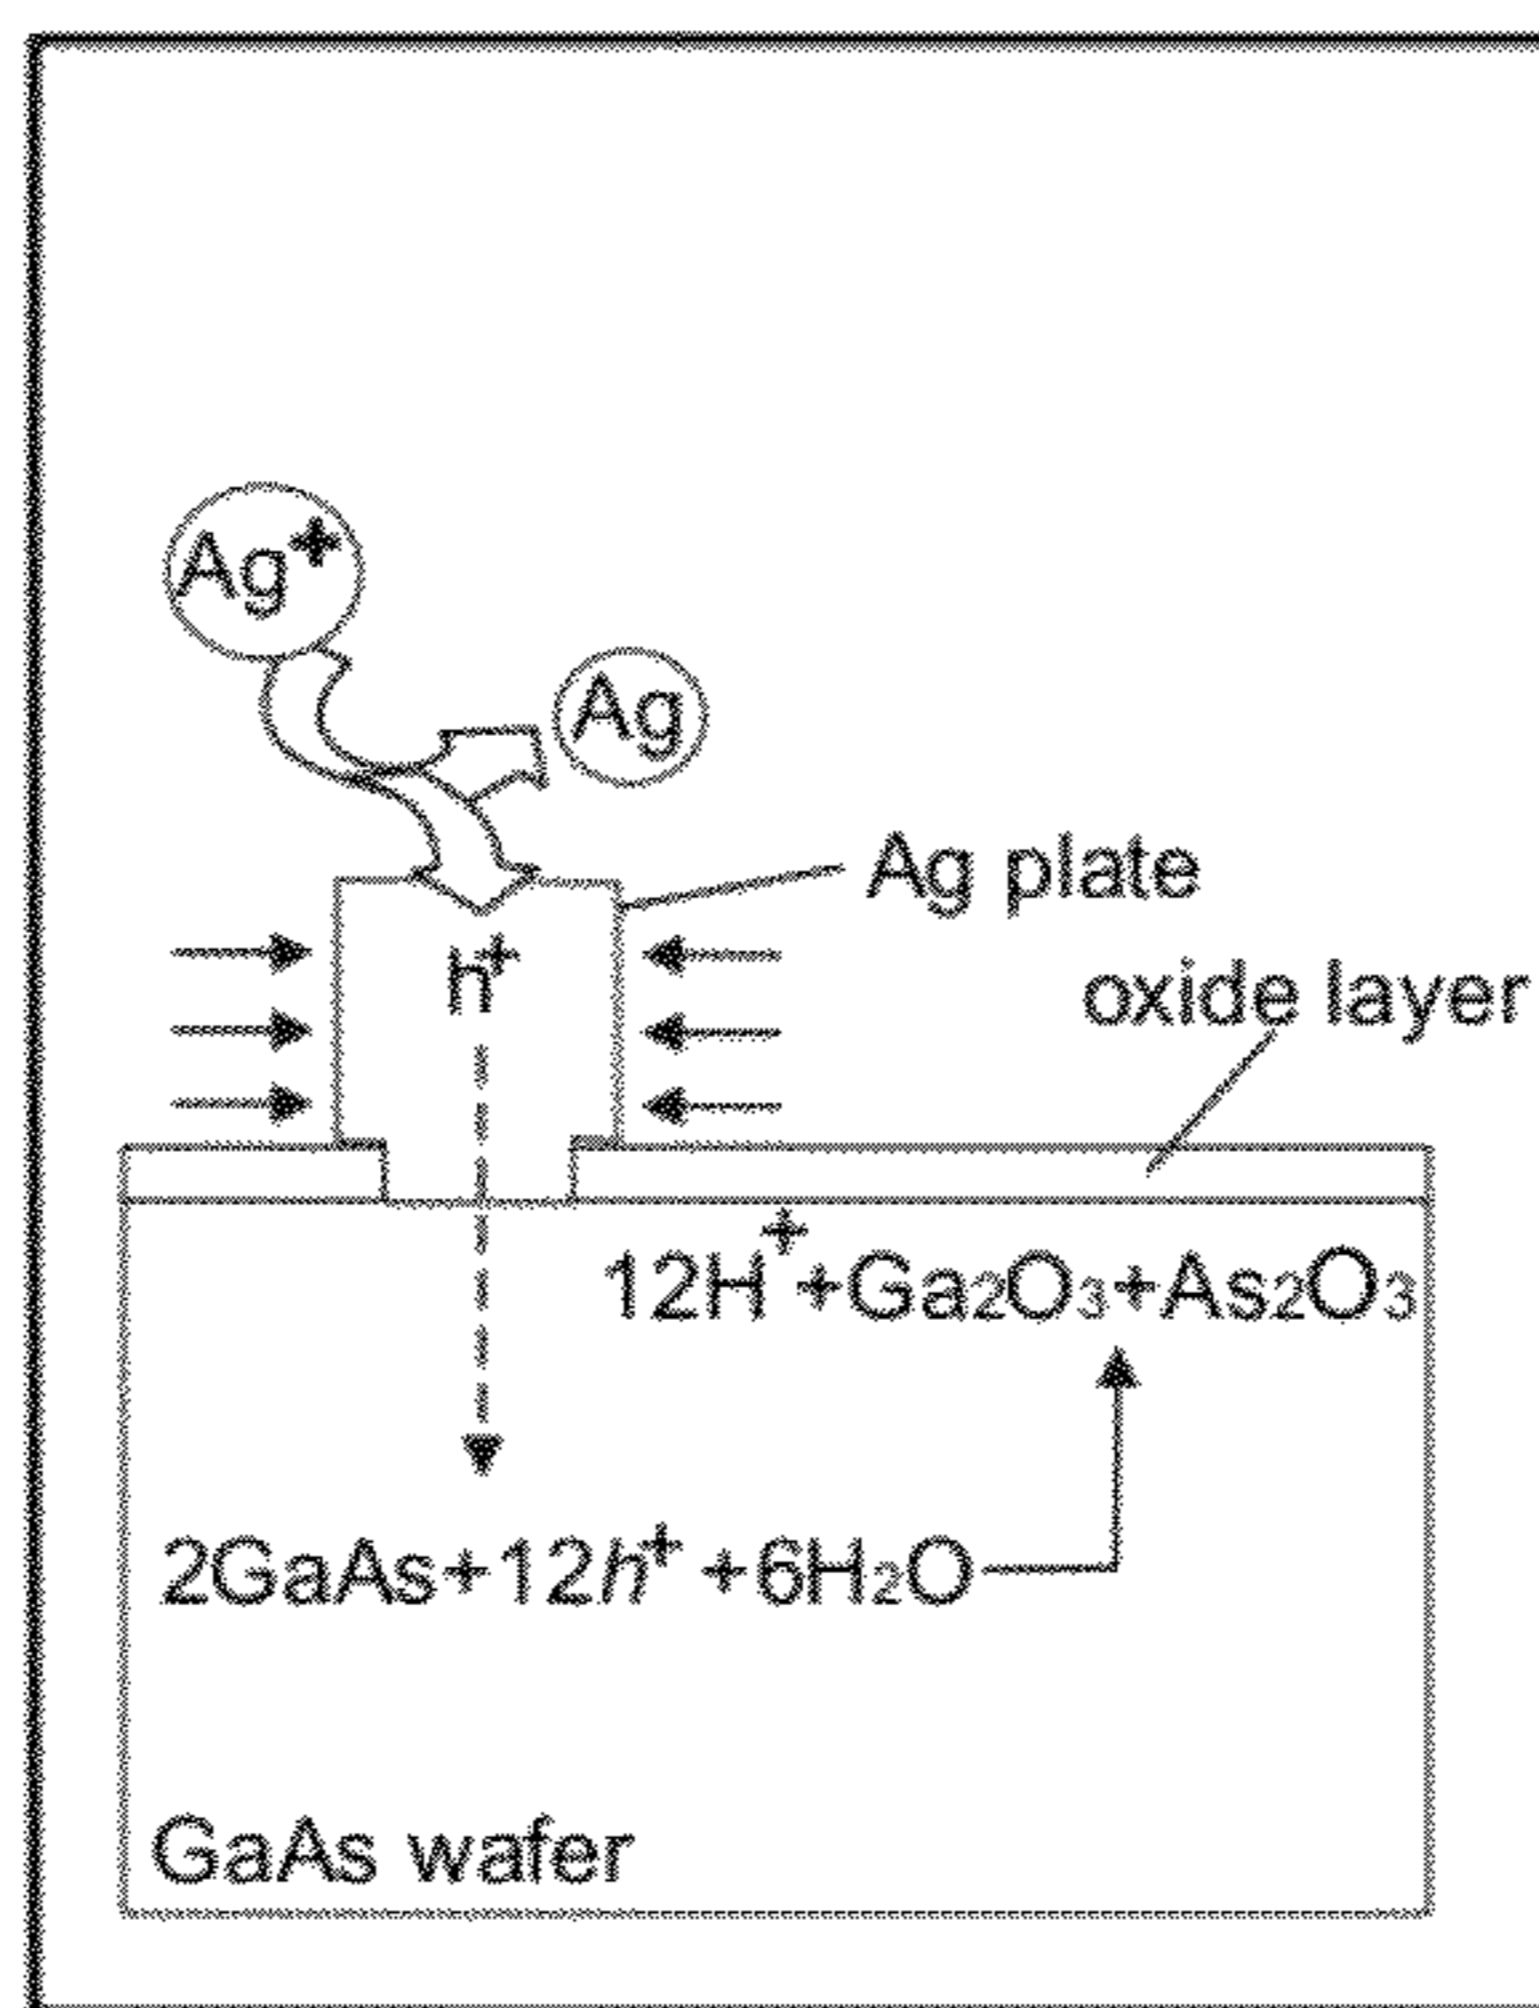 Ag⁺
Ag
Ag plate
h⁺
oxide layer
12H⁺+Ga₂O₃+As₂O₃
2GaAs+12h⁺+6H₂O
GaAs wafer